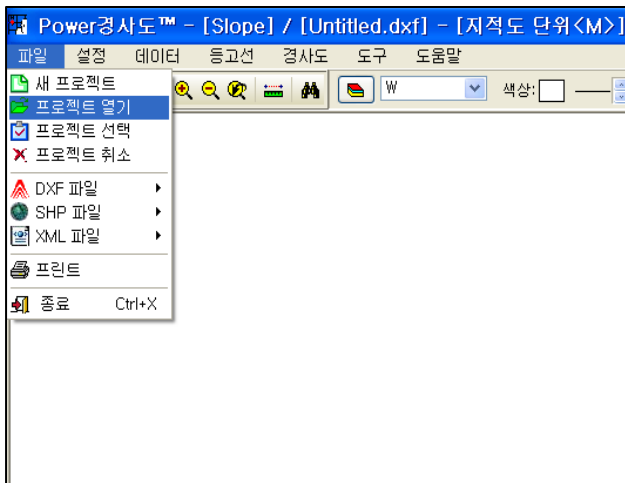 Power경사도™ - [Slope] / [Untitled.dxf] - [지적도 단위<M>]
파일 설정 데이터 등고선 경사도 도구 도움말
W 색상:
새 프로젝트
프로젝트 열기
프로젝트 선택
프로젝트 취소
DXF 파일
SHP 파일
XML 파일
프린트
종료 Ctrl+X